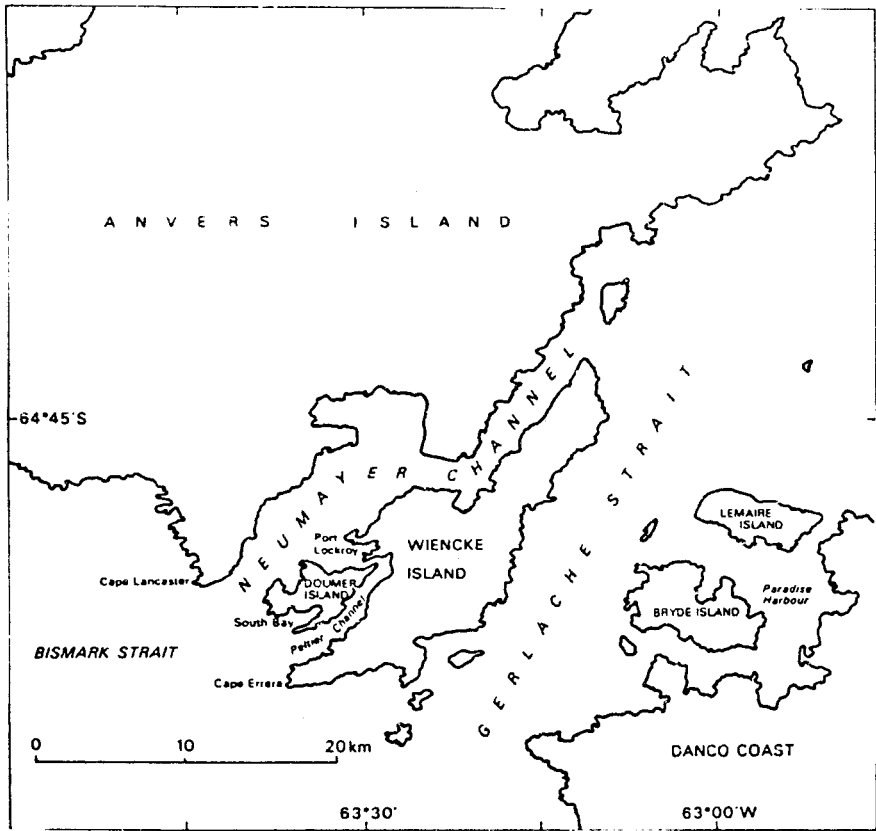 ANVERS ISLAND
64°45'S
NEUMAYER CHANNEL
GERLACHE STRAIT
LEMAIRE
ISLAND
Port
Lockroy
WIENCKE
ISLAND
Cape Lancaster
DOUMER
ISLAND
Paradise
Harbour
BRYDE ISLAND
South Bay
Peltier Channel
BISMARK STRAIT
Cape Errera
0 10 20 km
DANCO COAST
63°30' 63°00'W